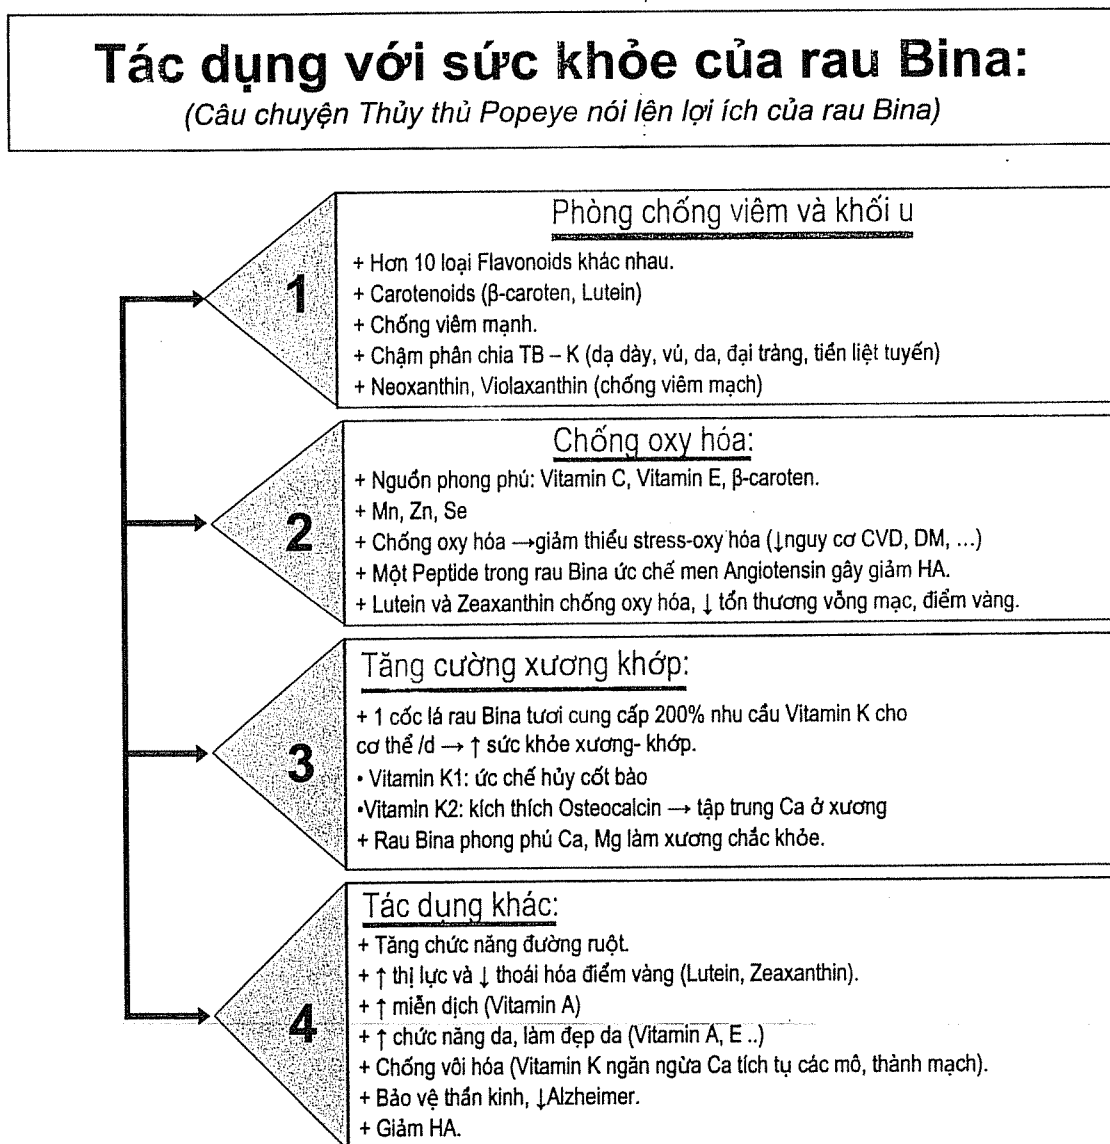 Tác dụng với sức khỏe của rau Bina:
(Câu chuyện Thủy thủ Popeye nói lên lợi ích của rau Bina)
1
Phòng chống viêm và khối u
+ Hơn 10 loại Flavonoids khác nhau.
+ Carotenoids (β-caroten, Lutein)
+ Chống viêm mạnh.
+ Chậm phân chia TB – K (dạ dày, vú, da, đại tràng, tiền liệt tuyến)
+ Neoxanthin, Violaxanthin (chống viêm mạch)
2
Chống oxy hóa:
+ Nguồn phong phú: Vitamin C, Vitamin E, β-caroten.
+ Mn, Zn, Se
+ Chống oxy hóa →giảm thiểu stress-oxy hóa (↓nguy cơ CVD, DM, ...)
+ Một Peptide trong rau Bina ức chế men Angiotensin gây giảm HA.
+ Lutein và Zeaxanthin chống oxy hóa, ↓ tổn thương võng mạc, điểm vàng.
3
Tăng cường xương khớp:
+ 1 cốc lá rau Bina tươi cung cấp 200% nhu cầu Vitamin K cho
cơ thể /d → ↑ sức khỏe xương- khớp.
• Vitamin K1: ức chế hủy cốt bào
•Vitamin K2: kích thích Osteocalcin → tập trung Ca ở xương
+ Rau Bina phong phú Ca, Mg làm xương chắc khỏe.
4
Tác dụng khác:
+ Tăng chức năng đường ruột.
+ ↑ thị lực và ↓ thoái hóa điểm vàng (Lutein, Zeaxanthin).
+ ↑ miễn dịch (Vitamin A)
+ ↑ chức năng da, làm đẹp da (Vitamin A, E ..)
+ Chống vôi hóa (Vitamin K ngăn ngừa Ca tích tụ các mô, thành mạch).
+ Bảo vệ thần kinh, ↓Alzheimer.
+ Giảm HA.